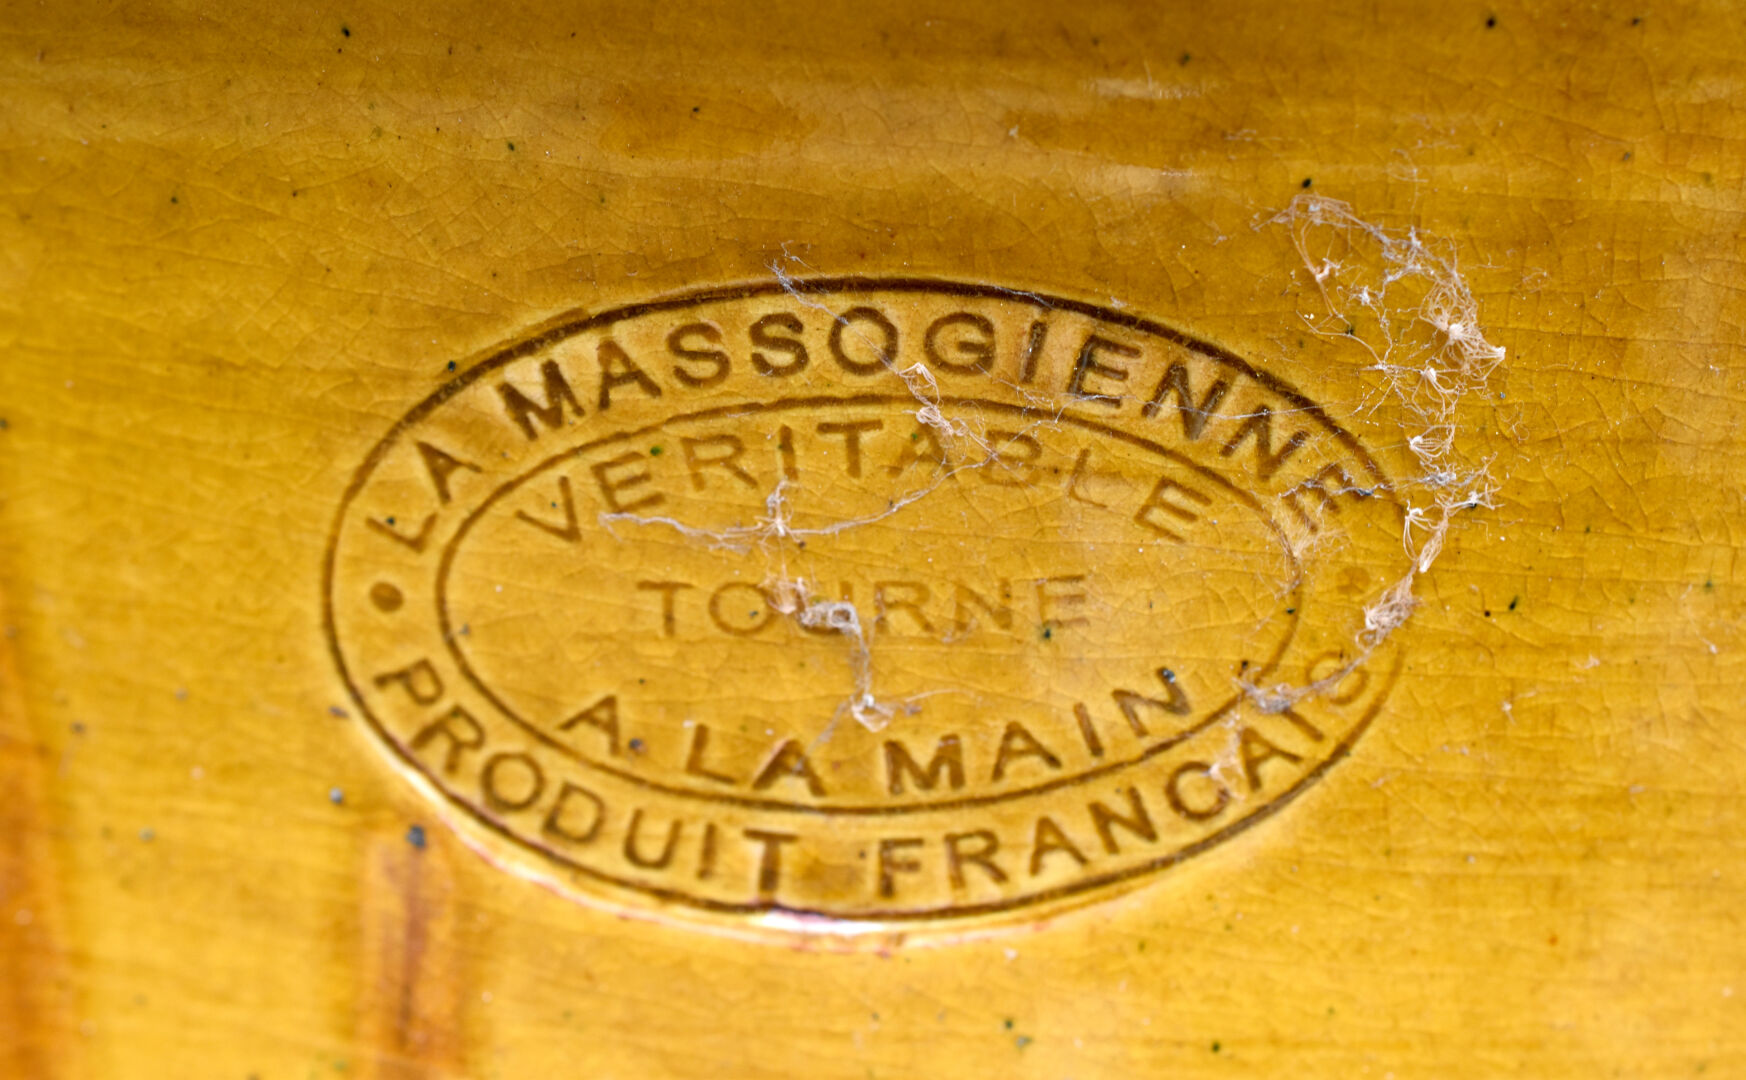 LA MASSOGIENNE
VERITABLE
TOURNE
A LA MAIN
PRODUIT FRANCAIS